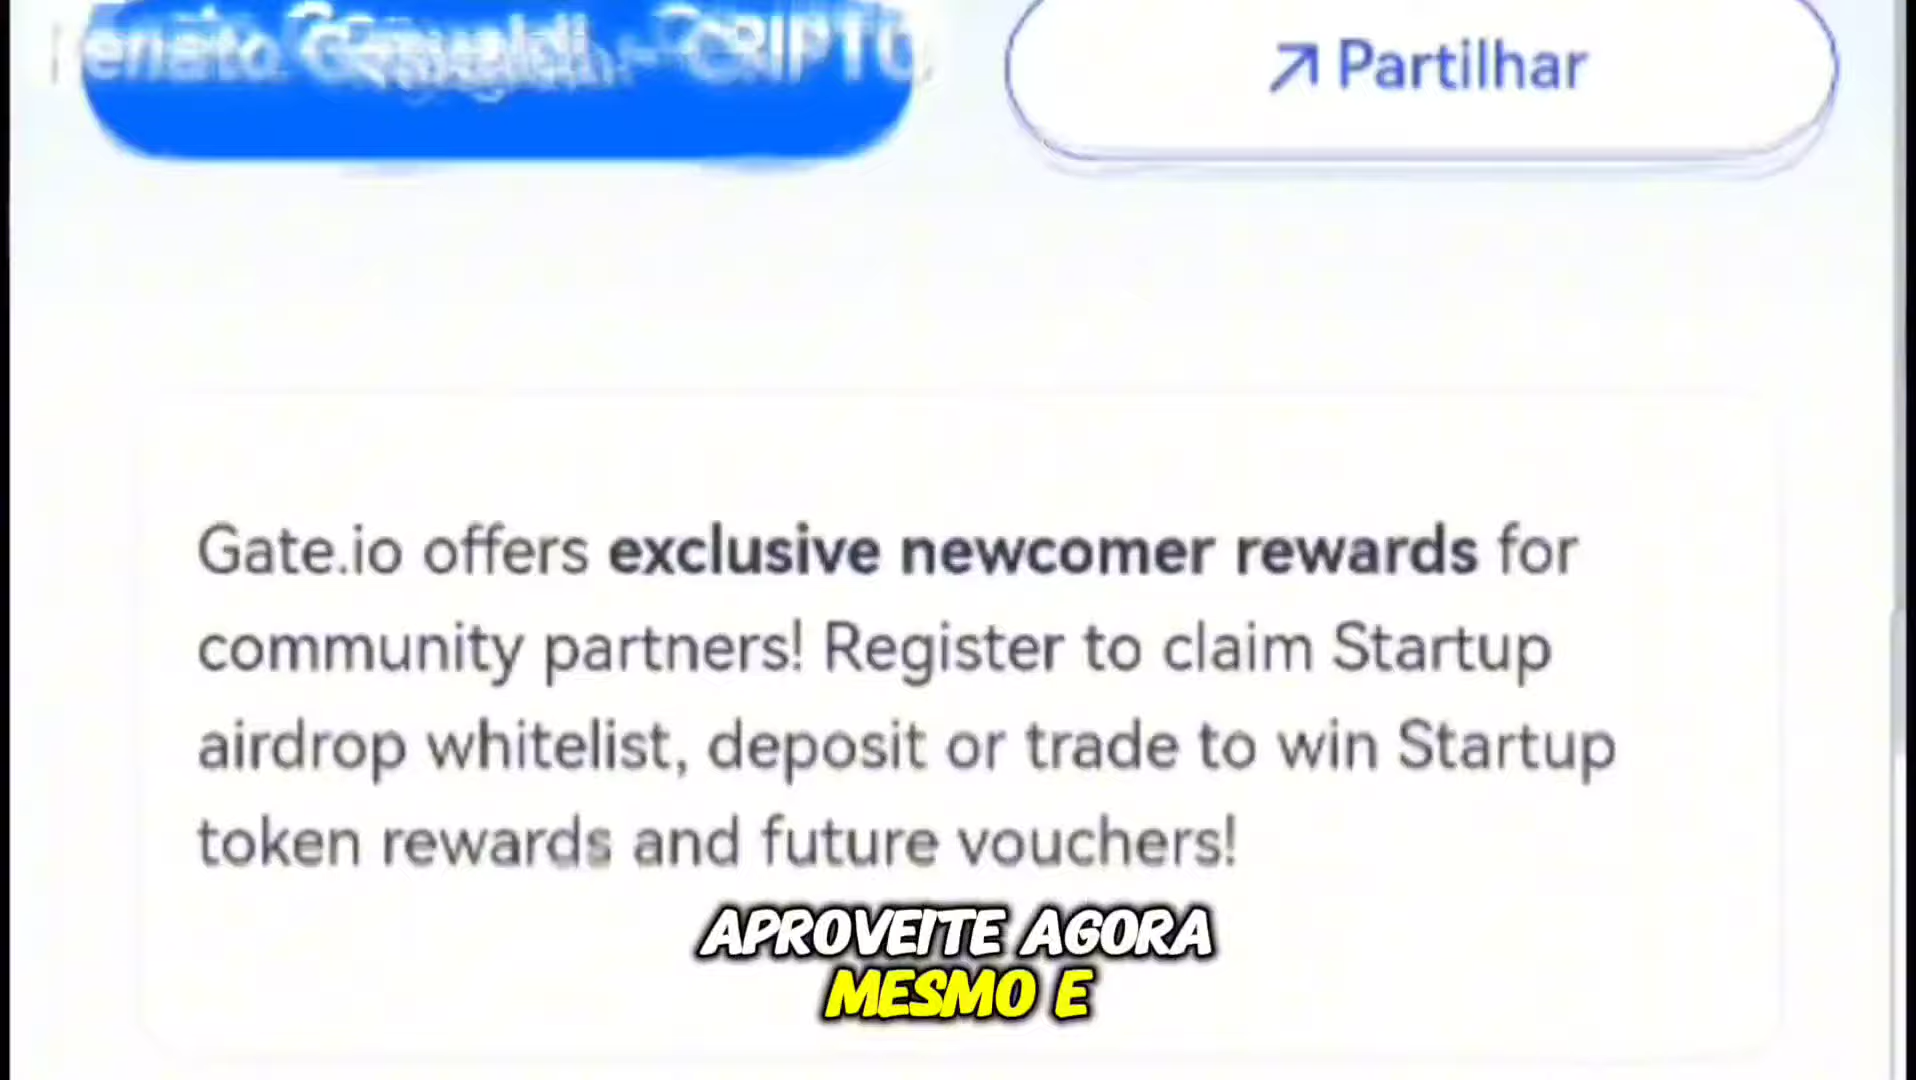 CRIPTO
Partilhar
Gate.io offers exclusive newcomer rewards for
community partners! Register to claim Startup
airdrop whitelist, deposit or trade to win Startup
token rewards and future vouchers!
APROVEITE AGORA
MESMO E